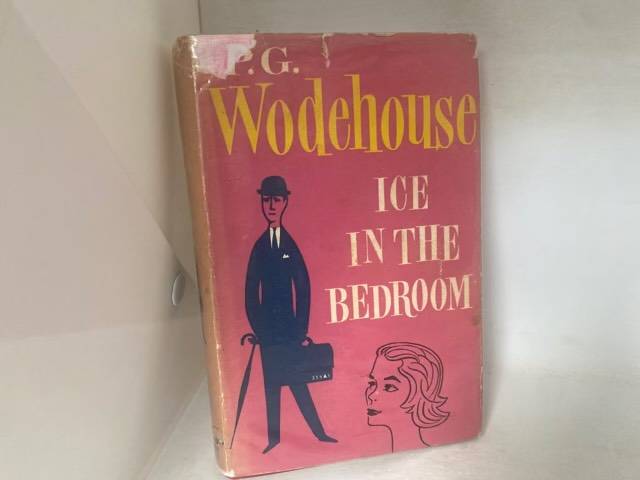 P. G.
Wodehouse
ICE
IN THE
BEDROOM